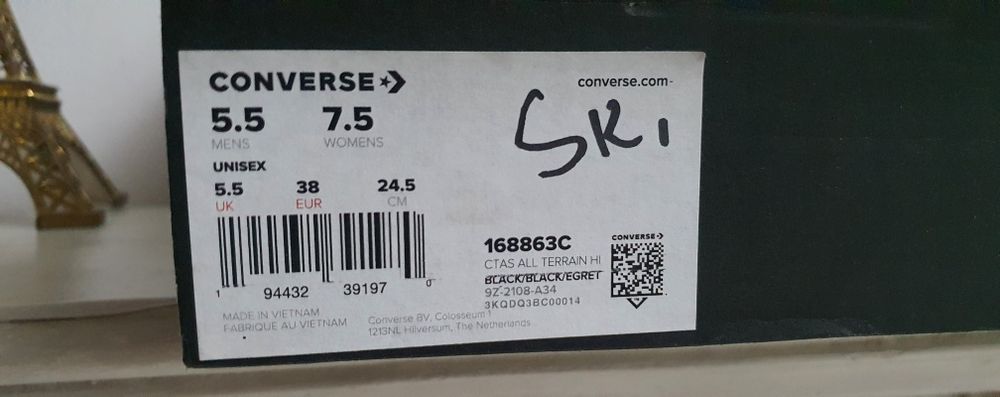 CONVERSE
converse.com
SKI
5.5 7.5
MENS WOMENS
UNISEX
5.5 38 24.5
UK EUR CM
1 94432 39197 0
168863C
CTAS ALL TERRAIN HI
BLACK/BLACK/EGRET
9Z-2108-A34
3KQDQ3BC00014
CONVERSE
MADE IN VIETNAM
FABRIQUE AU VIETNAM
Converse BV, Colosseum 1
1213NL Hilversum, The Netherlands